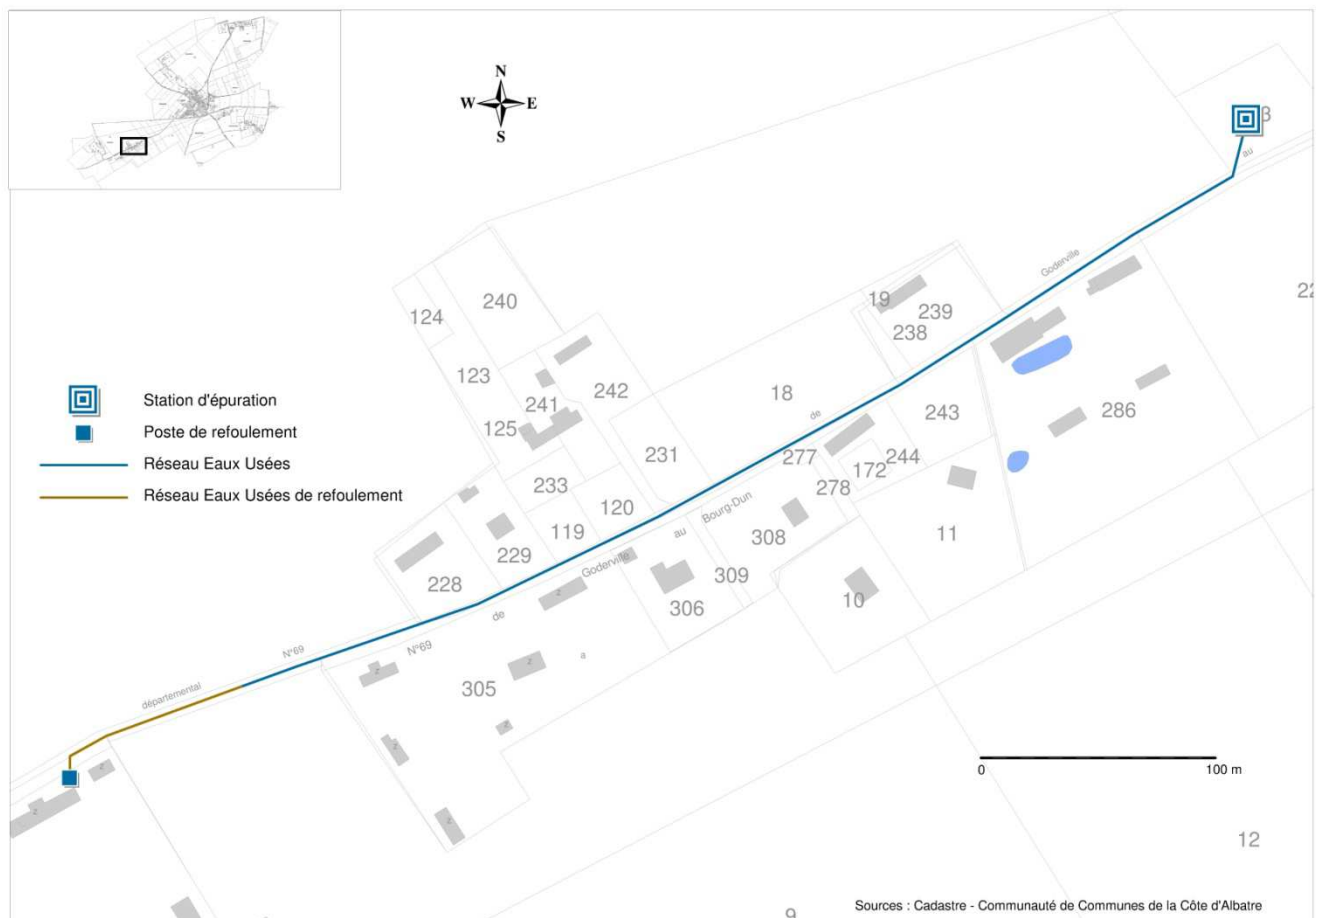 N
W E
S
β
au
Goderville
22
19
239
238
240
124
123
242
241
125
18
de
243
286
231
277
244
172
278
233
120
119
Bourg-Dun
au
308
11
229
228
Goderville
309
306
10
z
de
N°69
N°69
z
a
z
305
départemental
z
z
z
z
z
12
9
Station d'épuration
Poste de refoulement
Réseau Eaux Usées
Réseau Eaux Usées de refoulement
0 100 m
Sources : Cadastre - Communauté de Communes de la Côte d'Albatre